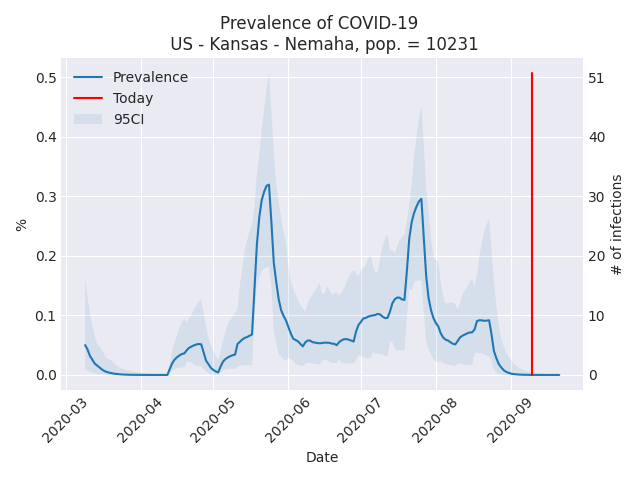 Prevalence of COVID-19
US - Kansas - Nemaha, pop. = 10231
Prevalence
Today
95CI
0.5
0.4
0.3
0.2
0.1
0.0
%
51
40
30
20
10
0
# of infections
2020-03
2020-04
2020-05
2020-06
2020-07
2020-08
2020-09
Date